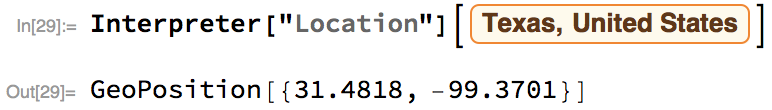 In[29]:= Interpreter["Location"][Texas, United States]
Out[29]= GeoPosition[{31.4818, -99.3701}]